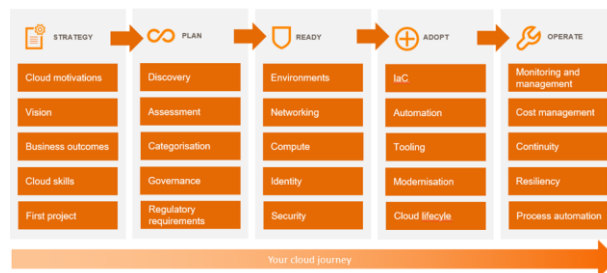 STRATEGY
Cloud motivations
Vision
Business outcomes
Cloud skills
First project
PLAN
Discovery
Assessment
Categorisation
Governance
Regulatory
requirements
READY
Environments
Networking
Compute
Identity
Security
ADOPT
IaC
Automation
Tooling
Modernisation
Cloud lifecyle
OPERATE
Monitoring and
management
Cost management
Continuity
Resiliency
Process automation
Your cloud journey